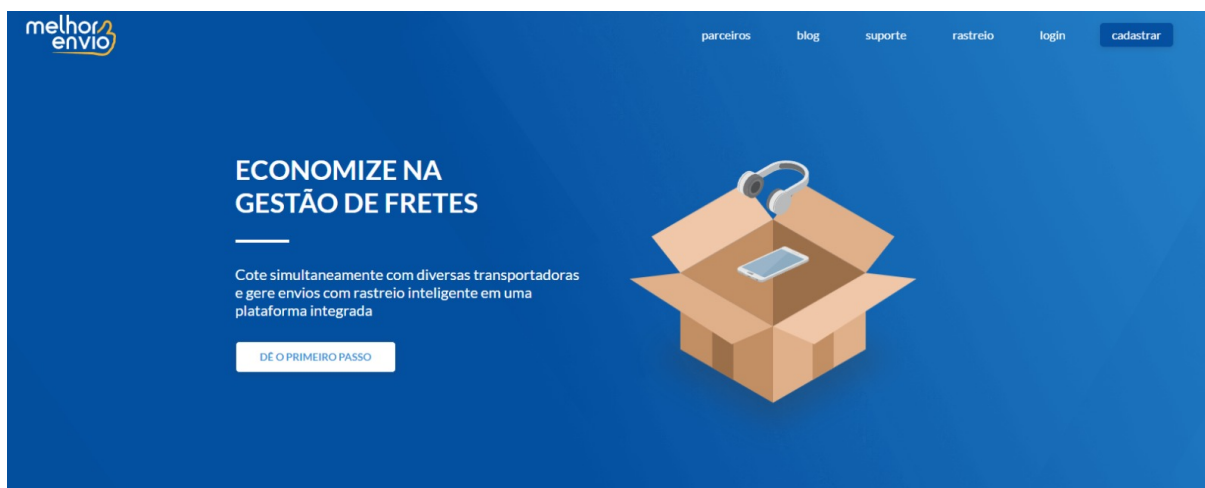 melhor
envio
parceiros
blog
suporte
rastreio
login
cadastrar
ECONOMIZE NA
GESTÃO DE FRETES
Cote simultaneamente com diversas transportadoras
e gere envios com rastreio inteligente em uma
plataforma integrada
DÊ O PRIMEIRO PASSO